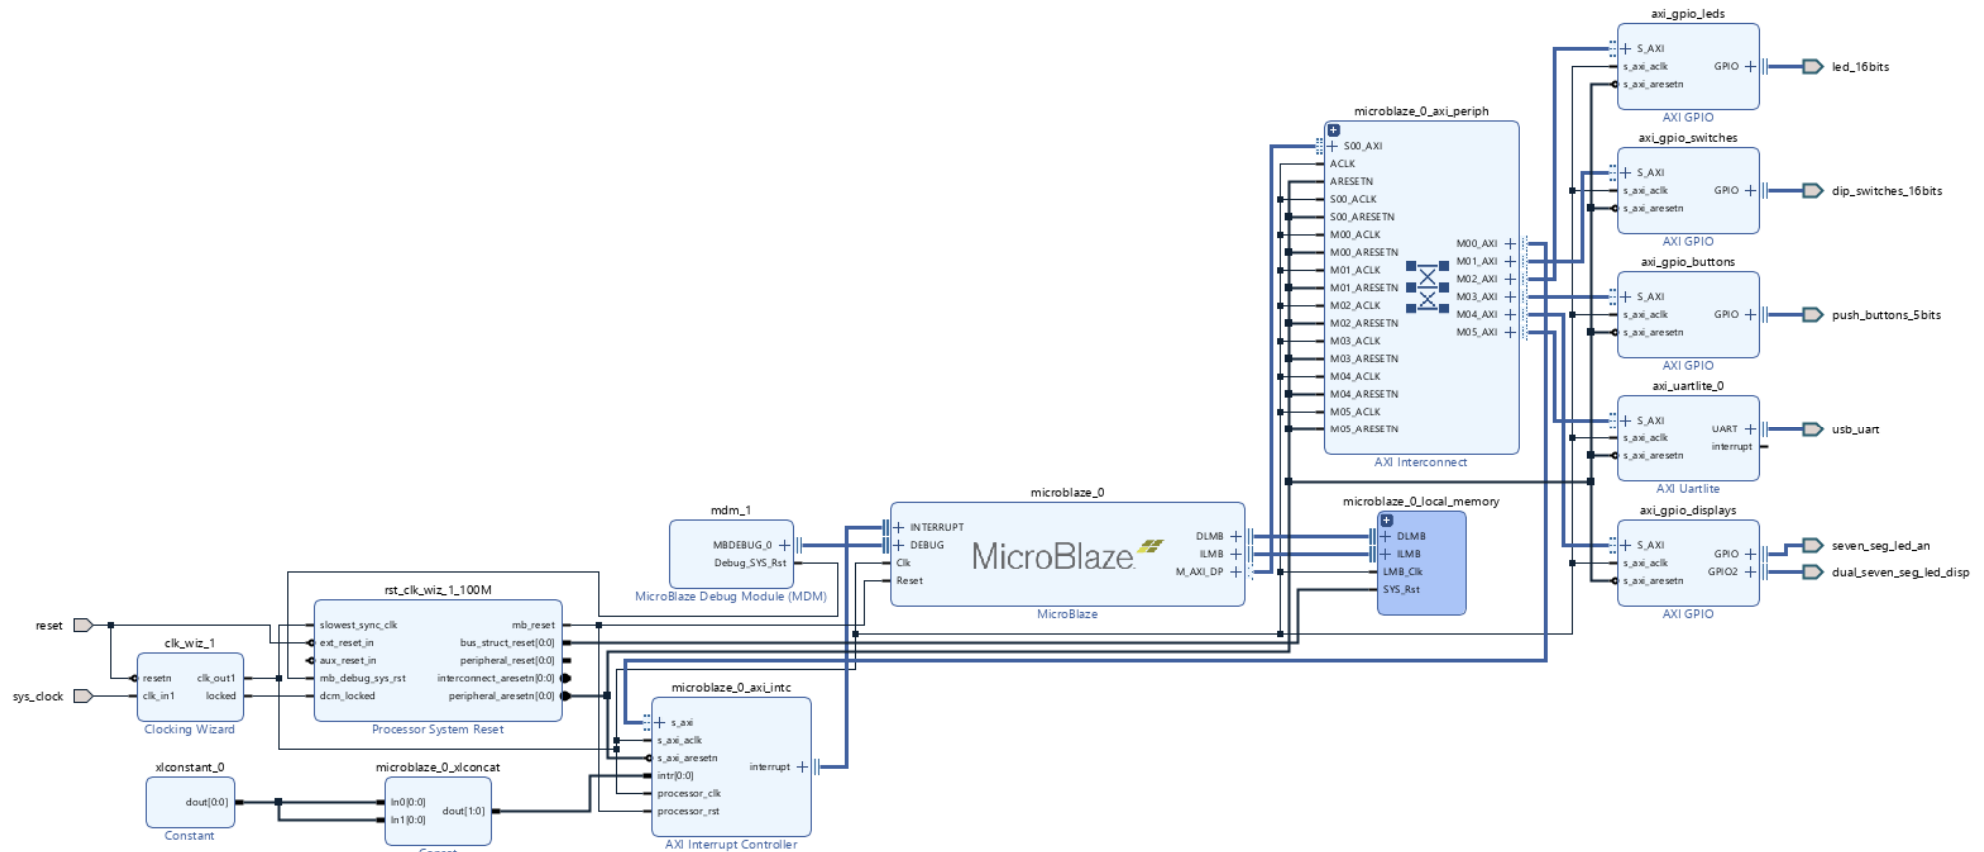 axi_gpio_leds
S_AXI
s_axi_aclk
GPIO
s_axi_aresetn
led_16bits
AXI GPIO
axi_gpio_switches
S_AXI
s_axi_aclk
GPIO
s_axi_aresetn
dip_switches_16bits
AXI GPIO
axi_gpio_buttons
S_AXI
s_axi_aclk
GPIO
s_axi_aresetn
push_buttons_5bits
AXI GPIO
axi_uartlite_0
S_AXI
UART
s_axi_aclk
interrupt
s_axi_aresetn
usb_uart
AXI Uartlite
axi_gpio_displays
S_AXI
GPIO
s_axi_aclk
GPIO2
s_axi_aresetn
seven_seg_led_an
dual_seven_seg_led_disp
AXI GPIO
microblaze_0_axi_periph
S00_AXI
ACLK
ARESETN
S00_ACLK
S00_ARESETN
M00_ACLK
M00_ARESETN
M01_ACLK
M01_ARESETN
M02_ACLK
M02_ARESETN
M03_ACLK
M03_ARESETN
M04_ACLK
M04_ARESETN
M05_ACLK
M05_ARESETN
M00_AXI
M01_AXI
M02_AXI
M03_AXI
M04_AXI
M05_AXI
AXI Interconnect
microblaze_0_local_memory
DLMB
ILMB
LMB_Clk
SYS_Rst
microblaze_0
INTERRUPT
DEBUG
Clk
Reset
MicroBlaze
DLMB
ILMB
M_AXI_DP
MicroBlaze
mdm_1
MBDEBUG_0
Debug_SYS_Rst
MicroBlaze Debug Module (MDM)
rst_clk_wiz_1_100M
slowest_sync_clk
ext_reset_in
aux_reset_in
mb_debug_sys_rst
dcm_locked
mb_reset
bus_struct_reset[0:0]
peripheral_reset[0:0]
interconnect_aresetn[0:0]
peripheral_aresetn[0:0]
Processor System Reset
reset
sys_clock
clk_wiz_1
resetn
clk_in1
clk_out1
locked
Clocking Wizard
microblaze_0_axi_intc
s_axi
s_axi_aclk
s_axi_aresetn
intr[0:0]
processor_clk
processor_rst
interrupt
AXI Interrupt Controller
xlconstant_0
dout[0:0]
Constant
microblaze_0_xlconcat
In0[0:0]
In1[0:0]
dout[1:0]